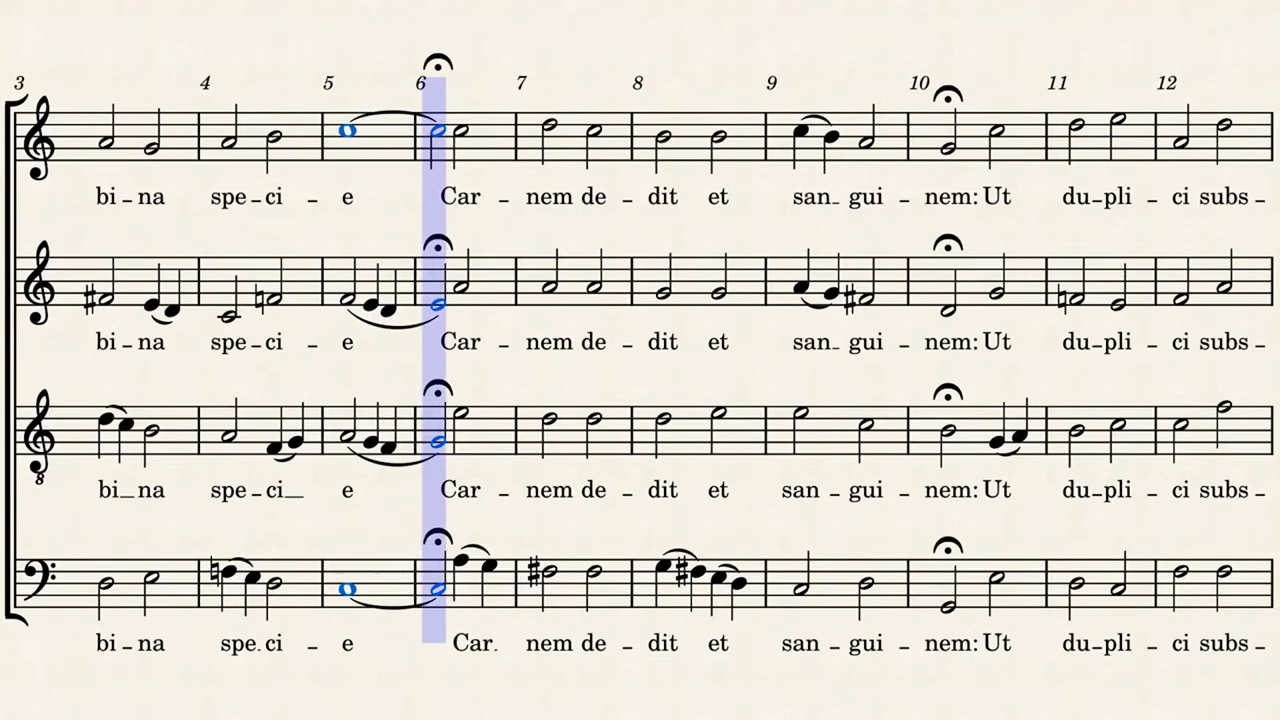 3 4 5 6 7 8 9 10 11 12
bi - na spe - ci - e Car - nem de - dit et san - gui - nem: Ut du - pli - ci subs -
bi - na spe - ci - e Car - nem de - dit et san - gui - nem: Ut du - pli - ci subs -
8
bi_na spe - ci_ e Car - nem de - dit et san - gui - nem: Ut du - pli - ci subs -
bi - na spe - ci - e Car - nem de - dit et san - gui - nem: Ut du - pli - ci subs -